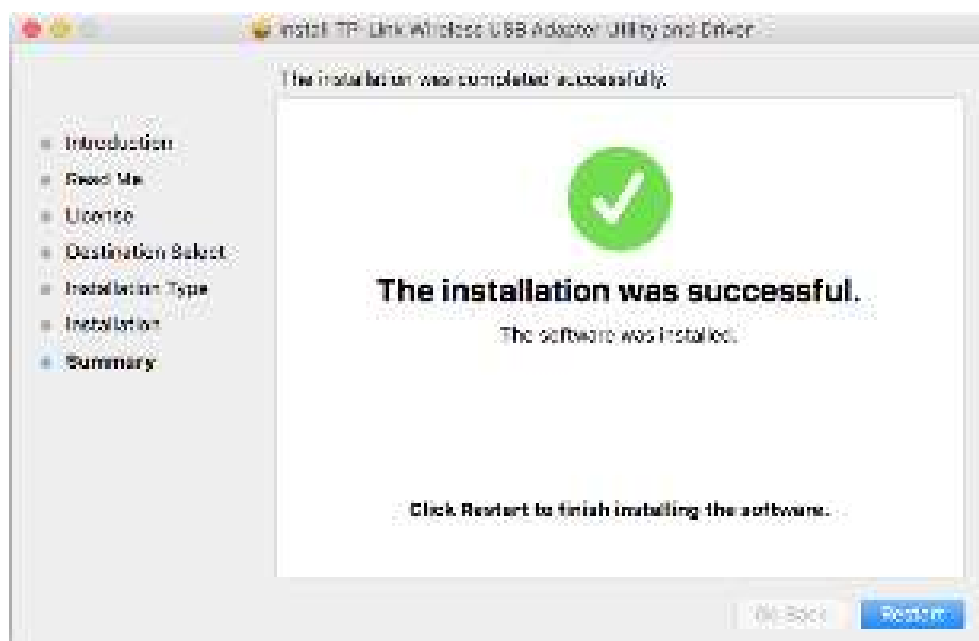 Install TP-Link Wireless USB Adapter Utility and Driver
The installation was completed successfully.
Introduction
Read Me
License
Destination Select
Installation Type
Installation
Summary
The installation was successful.
The software was installed.
Click Restart to finish installing the software.
Go Back
Restart